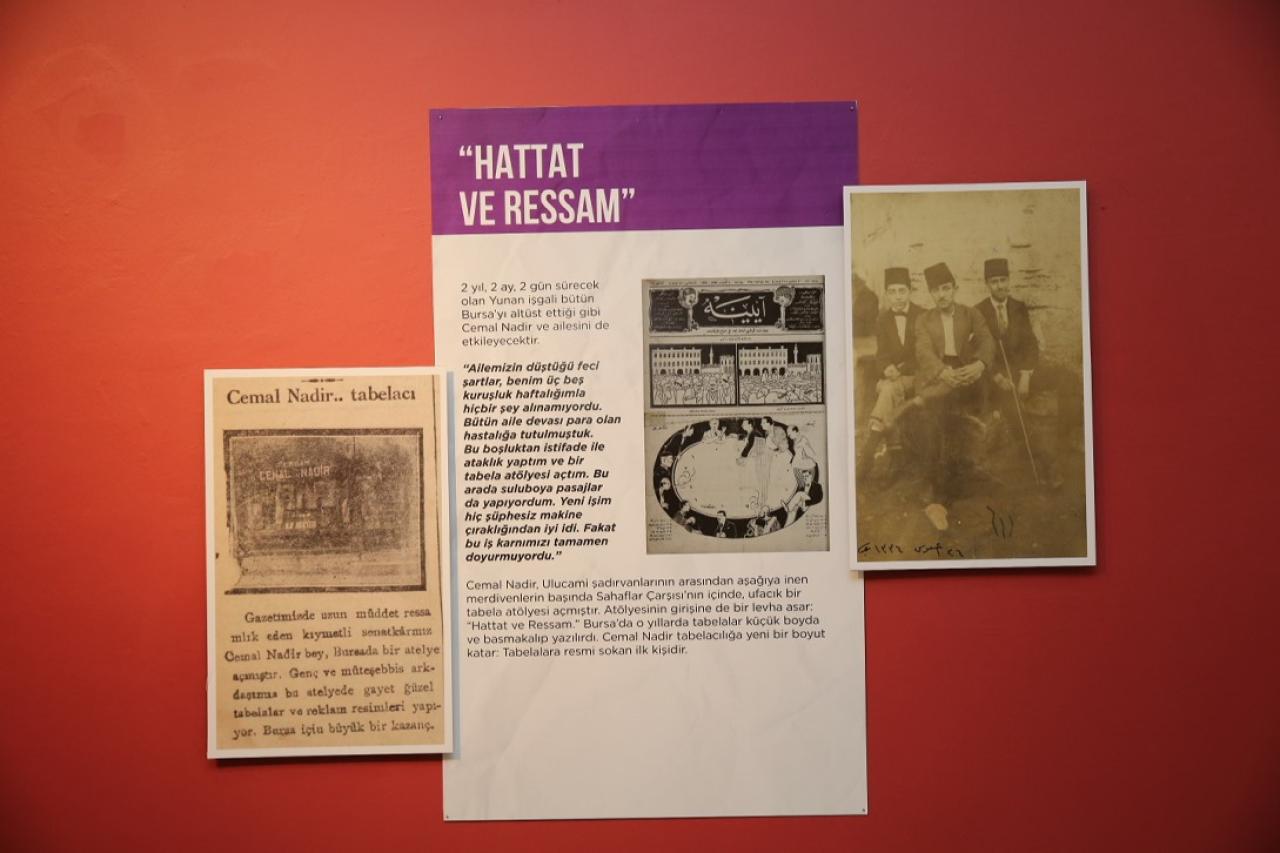 “HATTAT
VE RESSAM”
2 yıl, 2 ay, 2 gün sürecek
olan Yunan işgali bütün
Bursa’yı altüst ettiği gibi
Cemal Nadir ve ailesini de
etkileyecektir.
“Ailemizin düştüğü feci
şartlar, benim üç beş
kuruşluk haftalığımla
hiçbir şey alınamıyordu.
Bütün aile devası para olan
hastalığa tutulmuştuk.
Bu boşluktan istifade ile
ataklık yaptım ve bir
tabela atölyesi açtım. Bu
arada suluboya pasajlar
da yapıyordum. Yeni işim
hiç şüphesiz makine
çıraklığından iyi idi. Fakat
bu iş karnımızı tamamen
doyurmuyordu.”
Cemal Nadir, Ulucami şadırvanlarının arasından aşağıya inen
merdivenlerin başında Sahaflar Çarşısı’nın içinde, ufacık bir
tabela atölyesi açmıştır. Atölyesinin girişine de bir levha asar:
“Hattat ve Ressam.” Bursa’da o yıllarda tabelalar küçük boyda
ve basmakalıp yazılırdı. Cemal Nadir tabelacılığa yeni bir boyut
katar: Tabelalara resmi sokan ilk kişidir.
Cemal Nadir.. tabelacı
CEMAL NADİR
Gazetimizde uzun müddet ressa
mlık eden kıymetli senatkârımız
Cemal Nadir bey, Bursada bir atelye
açmıştır. Genç ve müteşebbis ark-
daşımız bu atelyede gayet güzel
tabelalar ve reklam resimleri yapı-
yor. Bursa için büyük bir kazanç.
آيينه